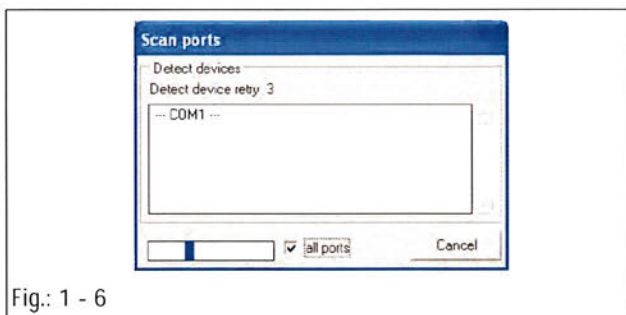 Scan ports
Detect devices
Detect device retry 3
--- COM1 ---
all ports
Cancel
Fig.: 1 - 6